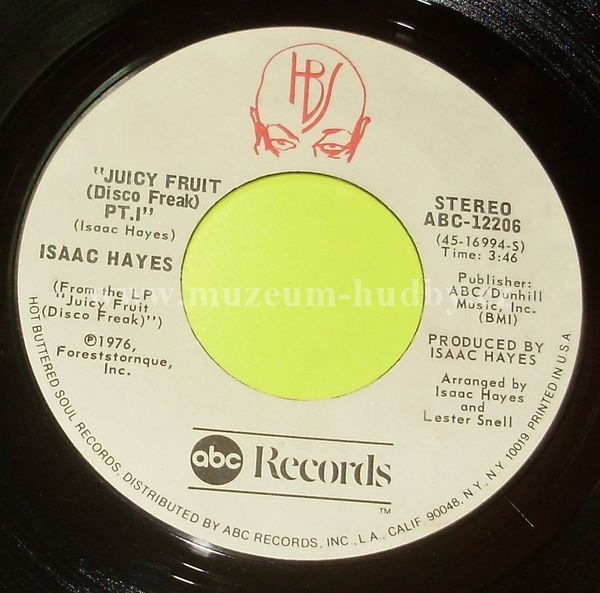 HBS
"JUICY FRUIT
(Disco Freak)
PT.I"
(Isaac Hayes)
ISAAC HAYES
(From the LP
"Juicy Fruit
(Disco Freak)")
℗1976,
Foreststornque,
Inc.
STEREO
ABC-12206
(45-16994-S)
Time: 3:46
Publisher:
ABC Dunhill
Music, Inc.
(BMI)
PRODUCED BY
ISAAC HAYES
Arranged by
Isaac Hayes
and
Lester Snell
abc Records
™
HOT BUTTERED SOUL RECORDS, DISTRIBUTED BY ABC RECORDS, INC., L.A., CALIF. 90048, N.Y., N.Y. 10019 PRINTED IN U.S.A.